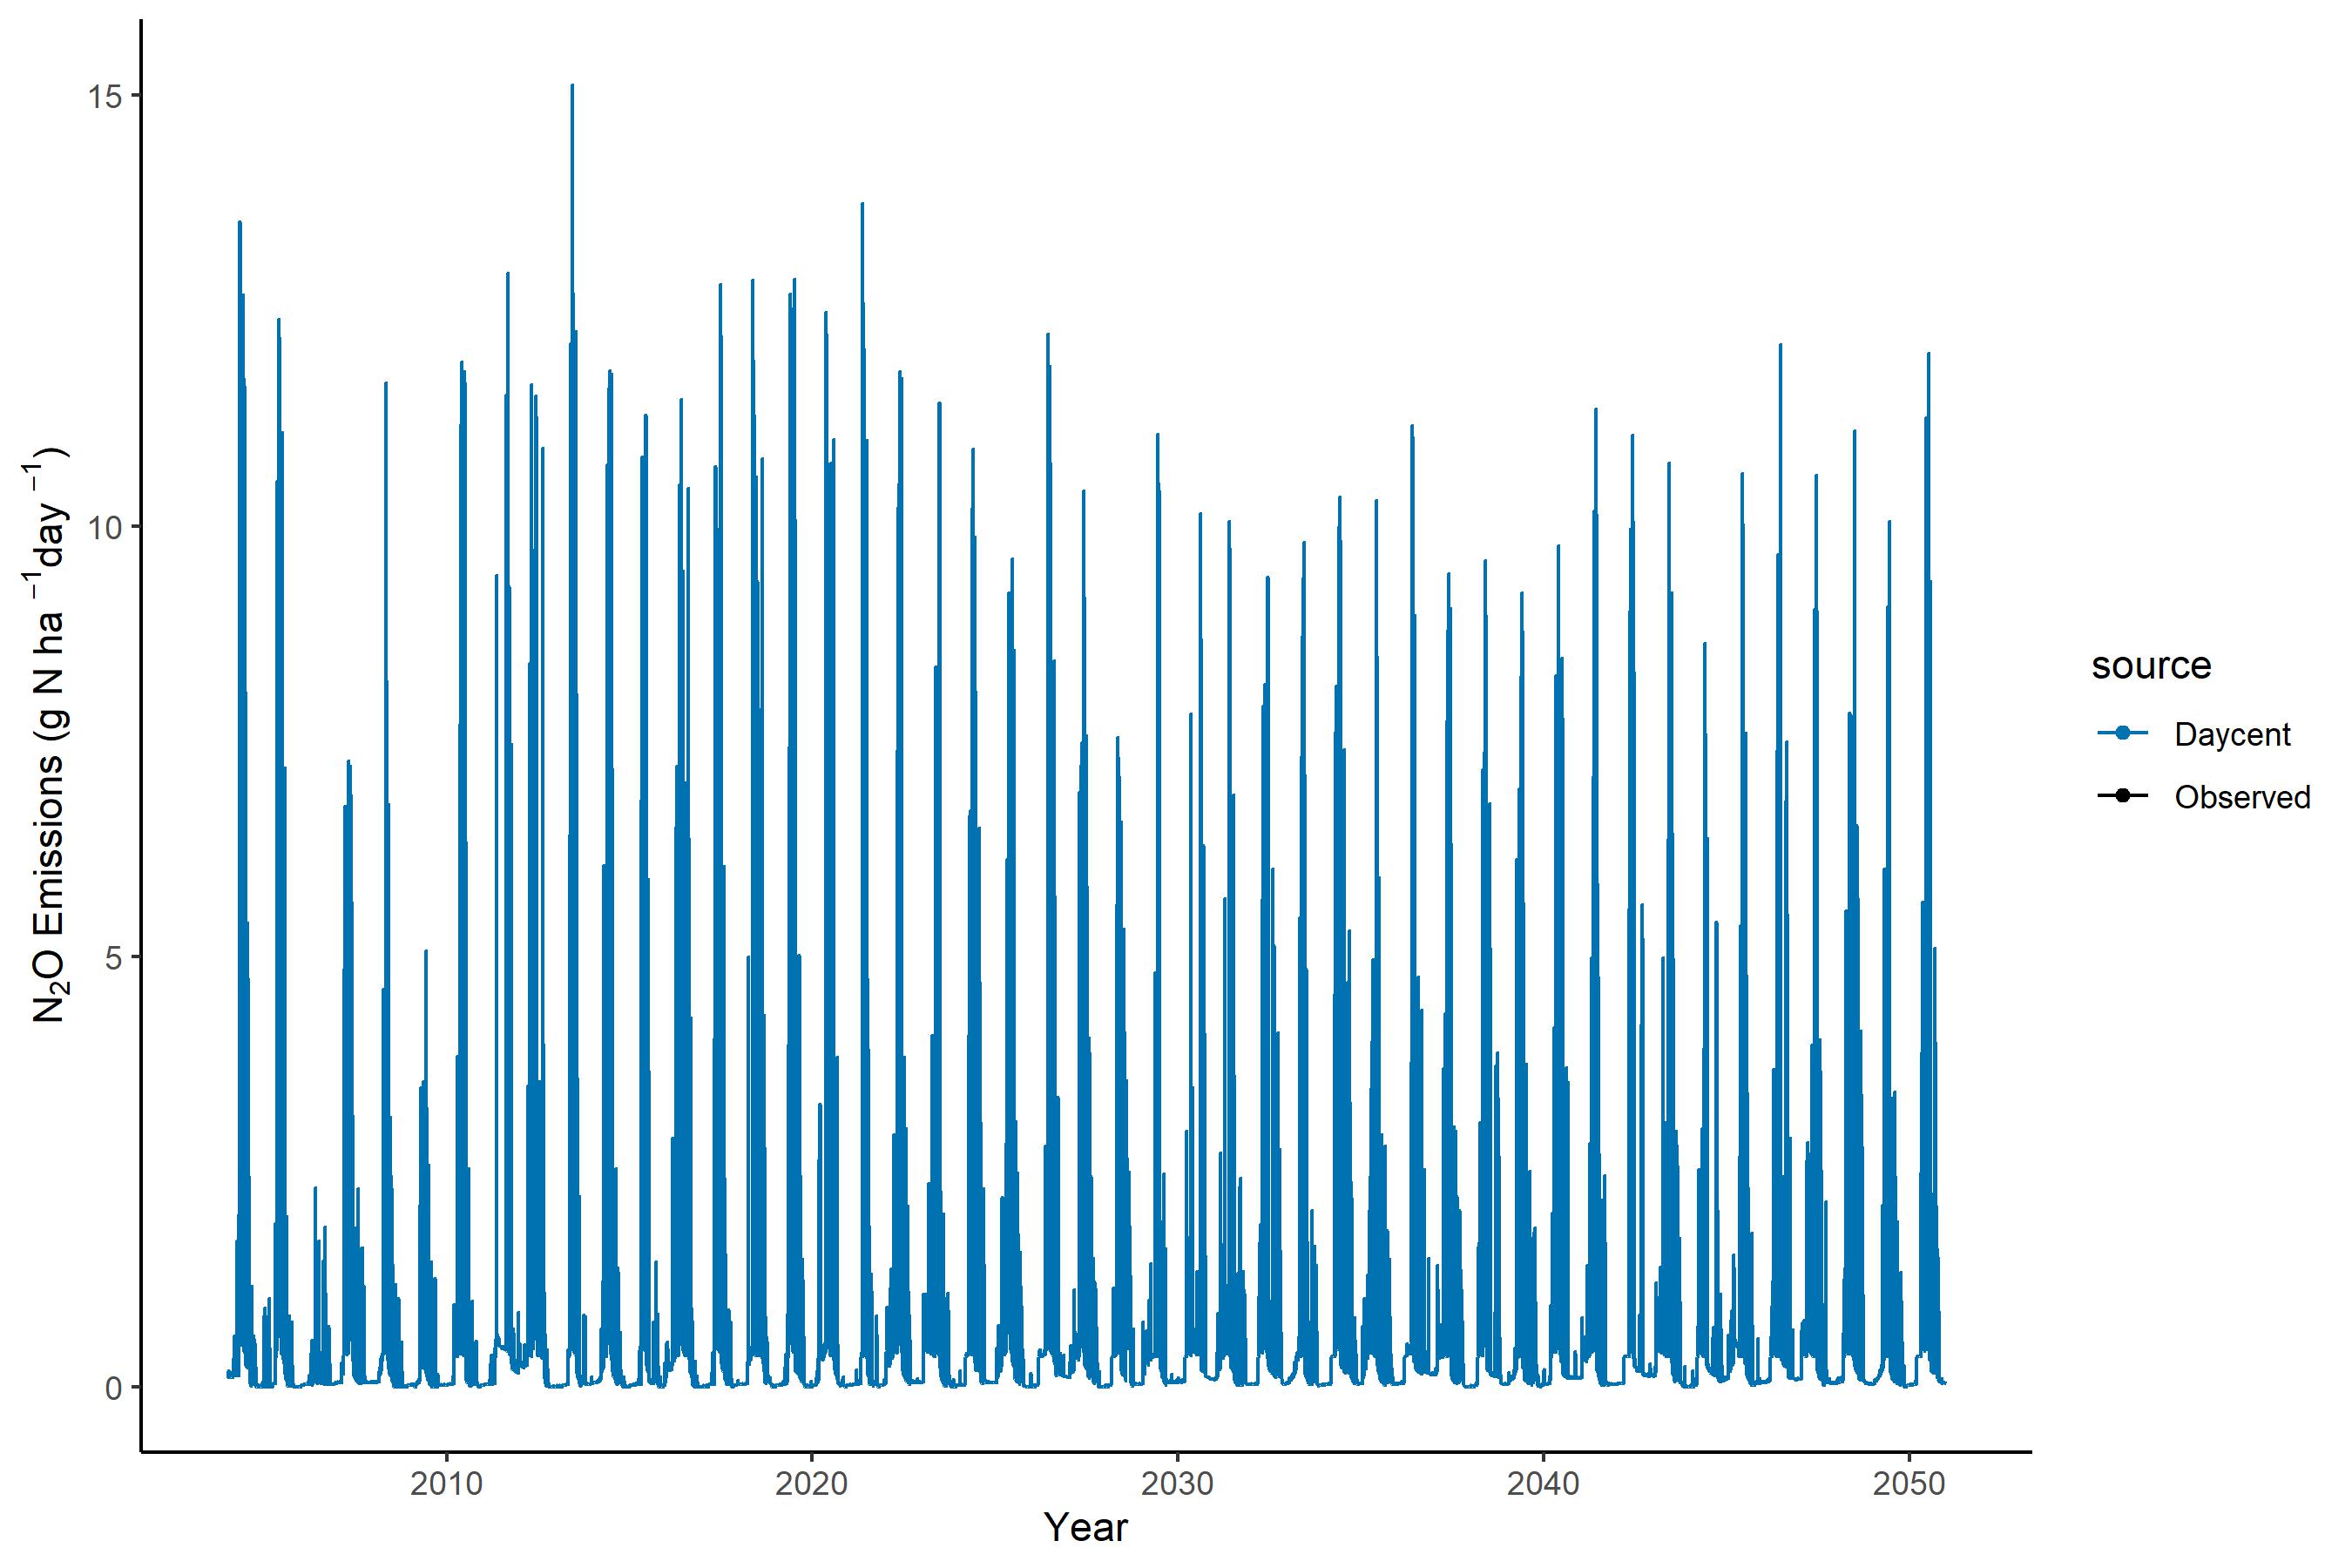 15
10
5
0
N₂O Emissions (g N ha ⁻¹day ⁻¹)
2010 2020 2030 2040 2050
Year
source
Daycent
Observed